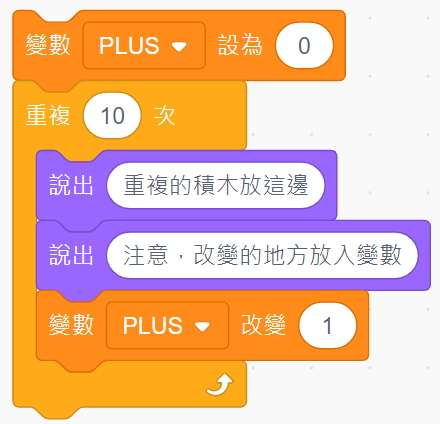 變數 PLUS 設為 0
重複 10 次
說出 重複的積木放這邊
說出 注意，改變的地方放入變數
變數 PLUS 改變 1